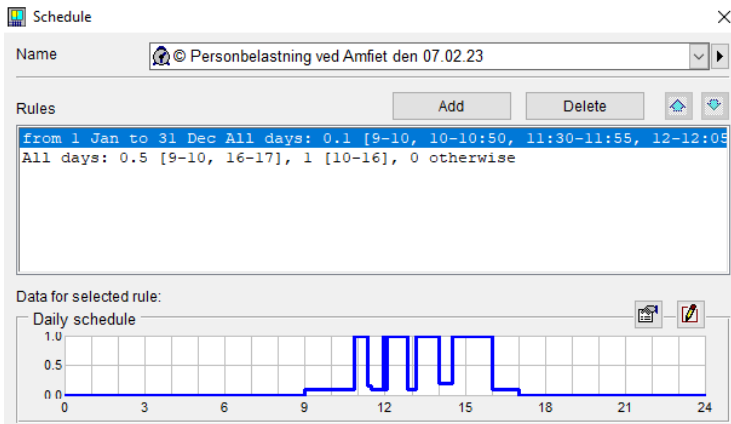 Schedule
Name
© Personbelastning ved Amfiet den 07.02.23
Rules
Add
Delete
from 1 Jan to 31 Dec All days: 0.1 [9-10, 10-10:50, 11:30-11:55, 12-12:05
All days: 0.5 [9-10, 16-17], 1 [10-16], 0 otherwise
Data for selected rule:
Daily schedule
1.0
0.5
0.0
0 3 6 9 12 15 18 21 24